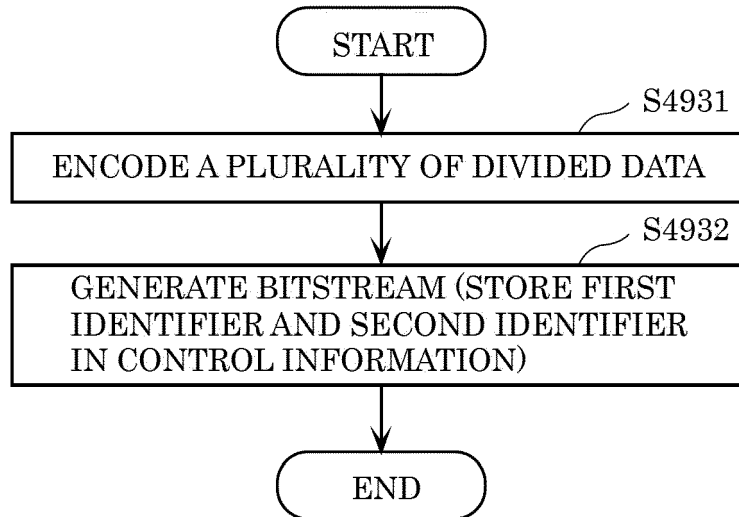 START
S4931
ENCODE A PLURALITY OF DIVIDED DATA
S4932
GENERATE BITSTREAM (STORE FIRST
IDENTIFIER AND SECOND IDENTIFIER
IN CONTROL INFORMATION)
END